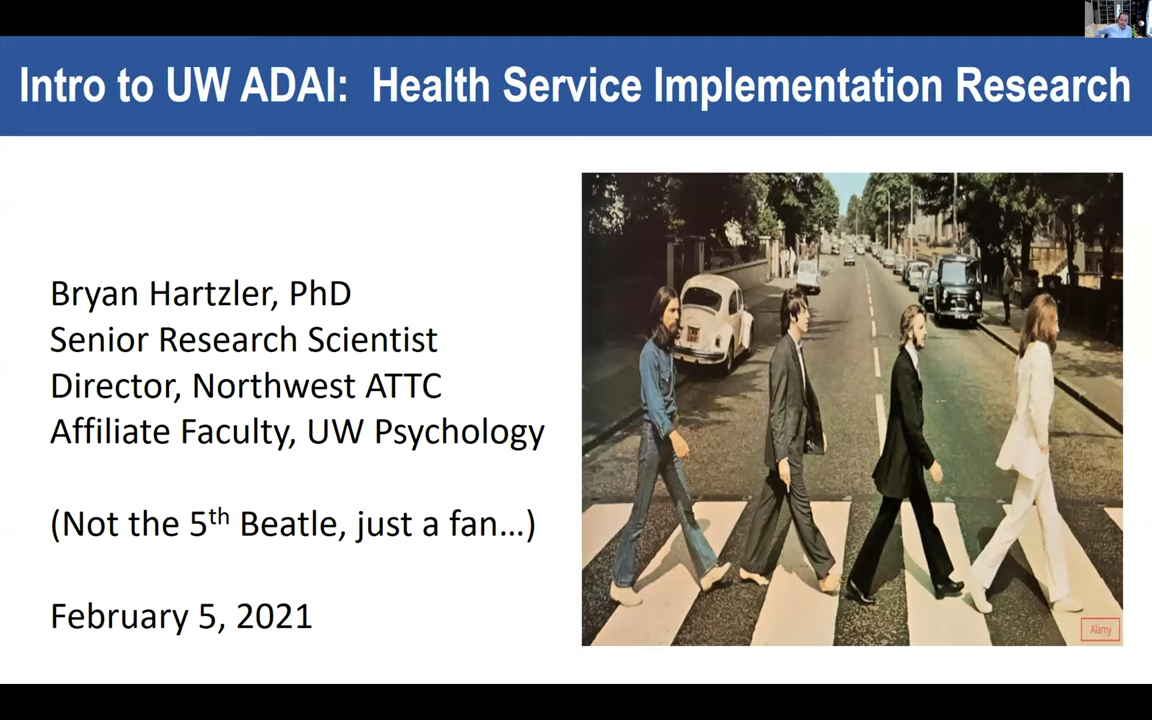 Intro to UW ADAI: Health Service Implementation Research
Bryan Hartzler, PhD
Senior Research Scientist
Director, Northwest ATTC
Affiliate Faculty, UW Psychology
(Not the 5th Beatle, just a fan...)
February 5, 2021
Alamy